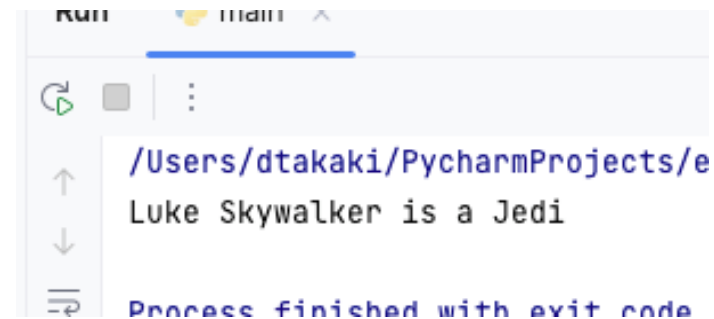 Run main
/Users/dtakaki/PycharmProjects/e
Luke Skywalker is a Jedi
Process finished with exit code